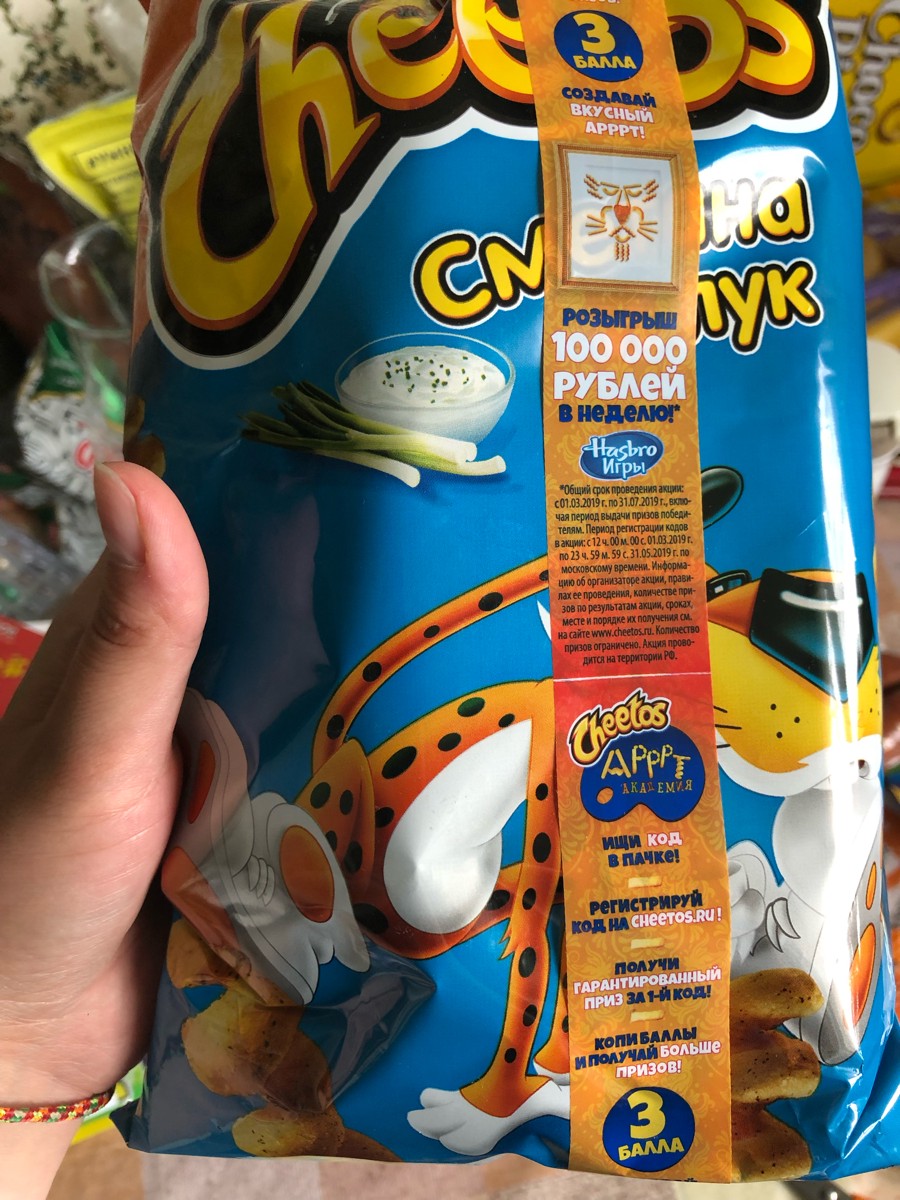 Cheetos
3
БАЛЛА
СОЗДАВАЙ
ВКУСНЫЙ
АРРРТ!
РОЗЫГРЫШ
100 000
РУБЛЕЙ
В НЕДЕЛЮ!*
Hasbro
Игры
*Общий срок проведения акции:
с 01.03.2019 г. по 31.07.2019 г., вклю-
чая период выдачи призов победи-
телям. Период регистрации кодов
в акции: с 12 ч. 00 м. 00 с. 01.03.2019 г.
по 23 ч. 59 м. 59 с. 31.05.2019 г. по
московскому времени. Информа-
цию об организаторе акции, прави-
лах ее проведения, количестве при-
зов по результатам акции, сроках,
месте и порядке их получения см.
на сайте www.cheetos.ru. Количество
призов ограничено. Акция прово-
дится на территории РФ.
Cheetos
АРРРТ
АКАДЕМИЯ
ИЩИ КОД
В ПАЧКЕ!
РЕГИСТРИРУЙ
КОД НА CHEETOS.RU!
ПОЛУЧИ
ГАРАНТИРОВАННЫЙ
ПРИЗ ЗА 1-Й КОД!
КОПИ БАЛЛЫ
И ПОЛУЧАЙ БОЛЬШЕ
ПРИЗОВ!
3
БАЛЛА
лук
Choco